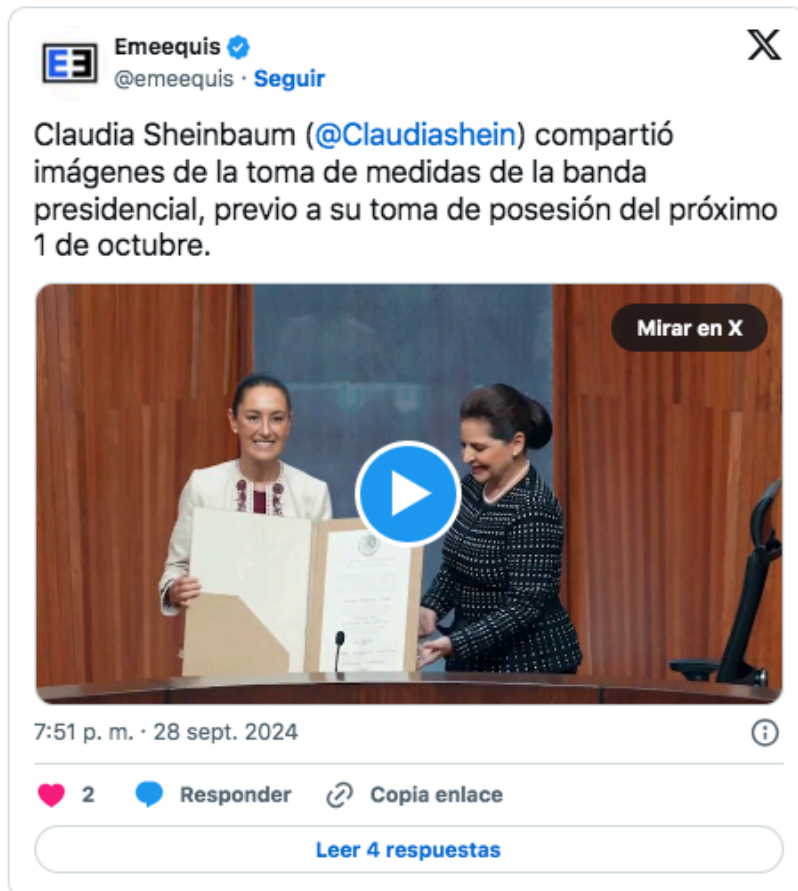 Emeequis
@emeequis · Seguir
Claudia Sheinbaum (@Claudiashein) compartió
imágenes de la toma de medidas de la banda
presidencial, previo a su toma de posesión del próximo
1 de octubre.
Mirar en X
7:51 p. m. · 28 sept. 2024
2 Responder Copia enlace
Leer 4 respuestas